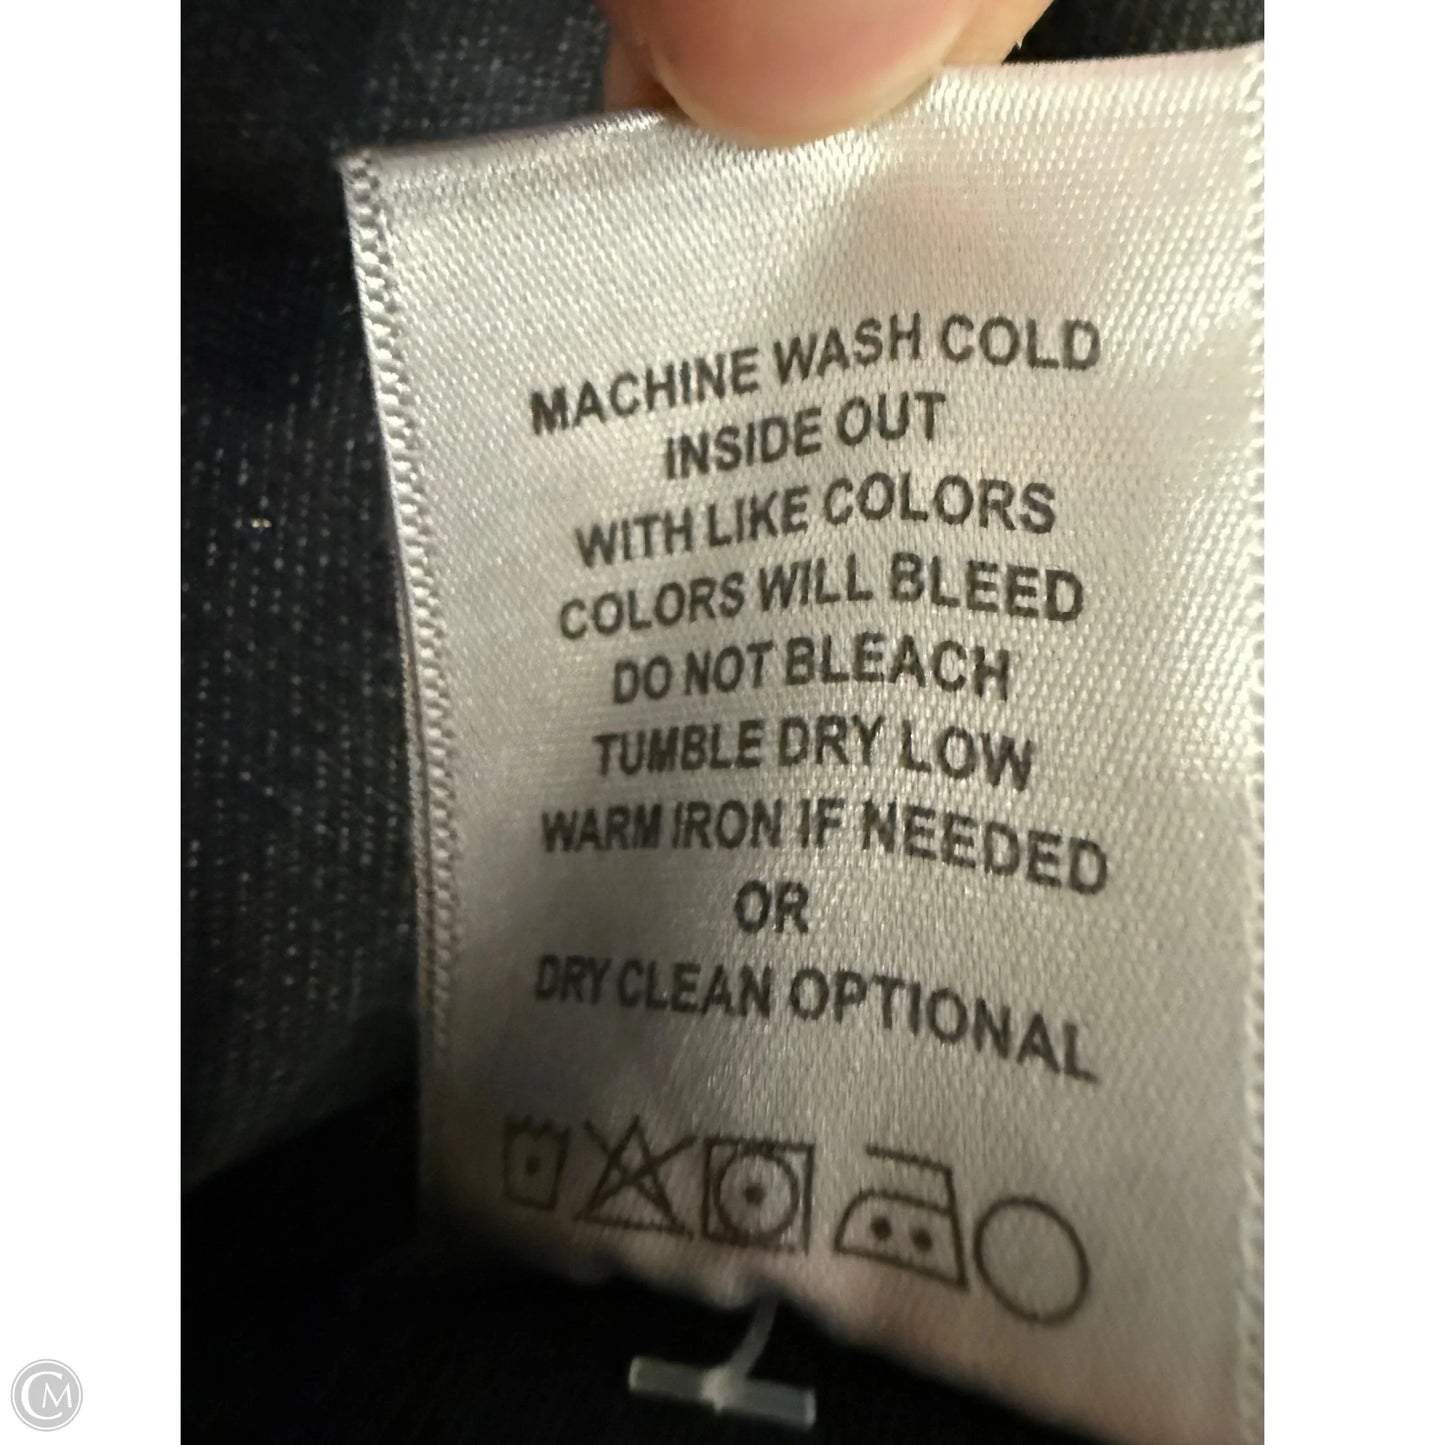 MACHINE WASH COLD
INSIDE OUT
WITH LIKE COLORS
COLORS WILL BLEED
DO NOT BLEACH
TUMBLE DRY LOW
WARM IRON IF NEEDED
OR
DRY CLEAN OPTIONAL
CM